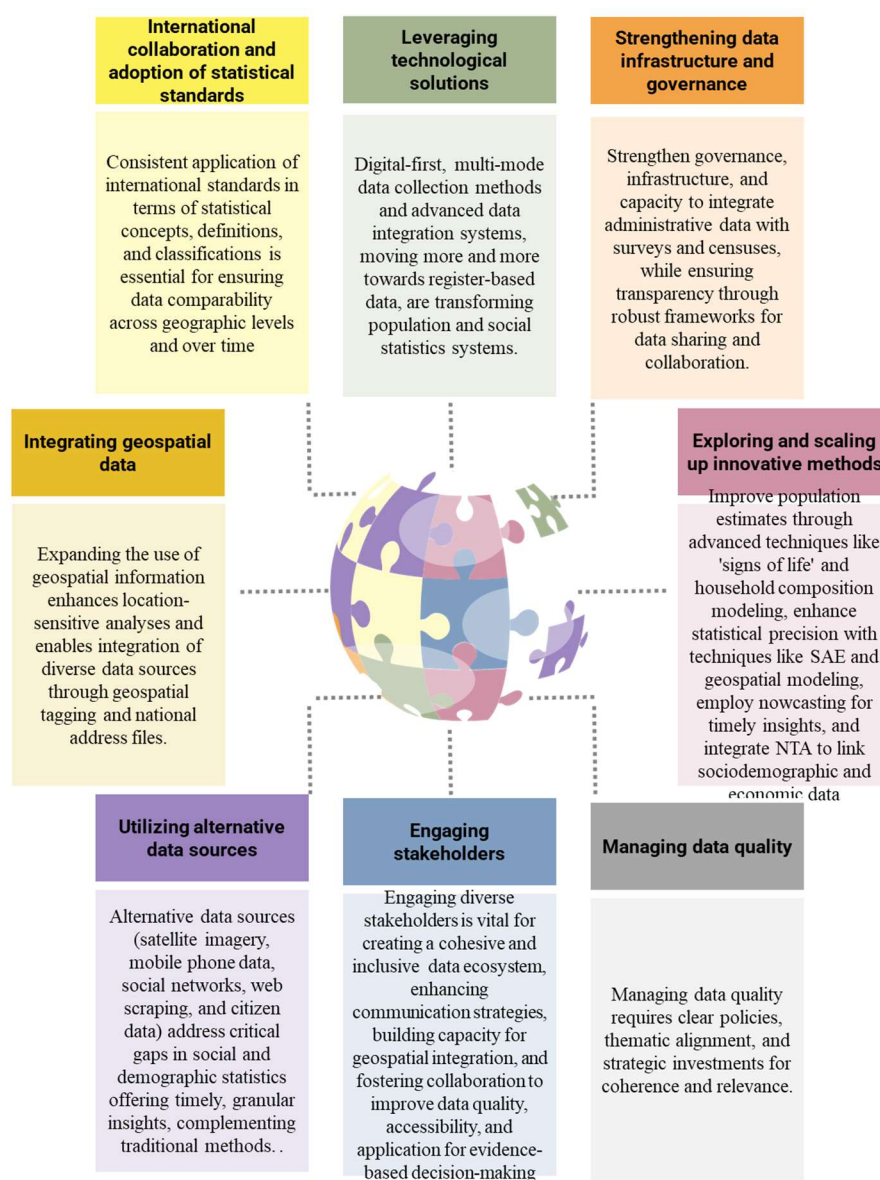 International
collaboration and
adoption of statistical
standards
Consistent application of
international standards in
terms of statistical
concepts, definitions,
and classifications is
essential for ensuring
data comparability
across geographic levels
and over time
Leveraging
technological
solutions
Digital-first, multi-mode
data collection methods
and advanced data
integration systems,
moving more and more
towards register-based
data, are transforming
population and social
statistics systems.
Strengthening data
infrastructure and
governance
Strengthen governance,
infrastructure, and
capacity to integrate
administrative data with
surveys and censuses,
while ensuring
transparency through
robust frameworks for
data sharing and
collaboration.
Integrating geospatial
data
Expanding the use of
geospatial information
enhances location-
sensitive analyses and
enables integration of
diverse data sources
through geospatial
tagging and national
address files.
Exploring and scaling
up innovative methods
Improve population
estimates through
advanced techniques like
'signs of life' and
household composition
modeling, enhance
statistical precision with
techniques like SAE and
geospatial modeling,
employ nowcasting for
timely insights, and
integrate NTA to link
sociodemographic and
economic data
Utilizing alternative
data sources
Alternative data sources
(satellite imagery,
mobile phone data,
social networks, web
scraping, and citizen
data) address critical
gaps in social and
demographic statistics
offering timely, granular
insights, complementing
traditional methods. .
Engaging
stakeholders
Engaging diverse
stakeholders is vital for
creating a cohesive and
inclusive data ecosystem,
enhancing
communication strategies,
building capacity for
geospatial integration, and
fostering collaboration to
improve data quality,
accessibility, and
application for evidence-
based decision-making
Managing data quality
Managing data quality
requires clear policies,
thematic alignment, and
strategic investments for
coherence and relevance.